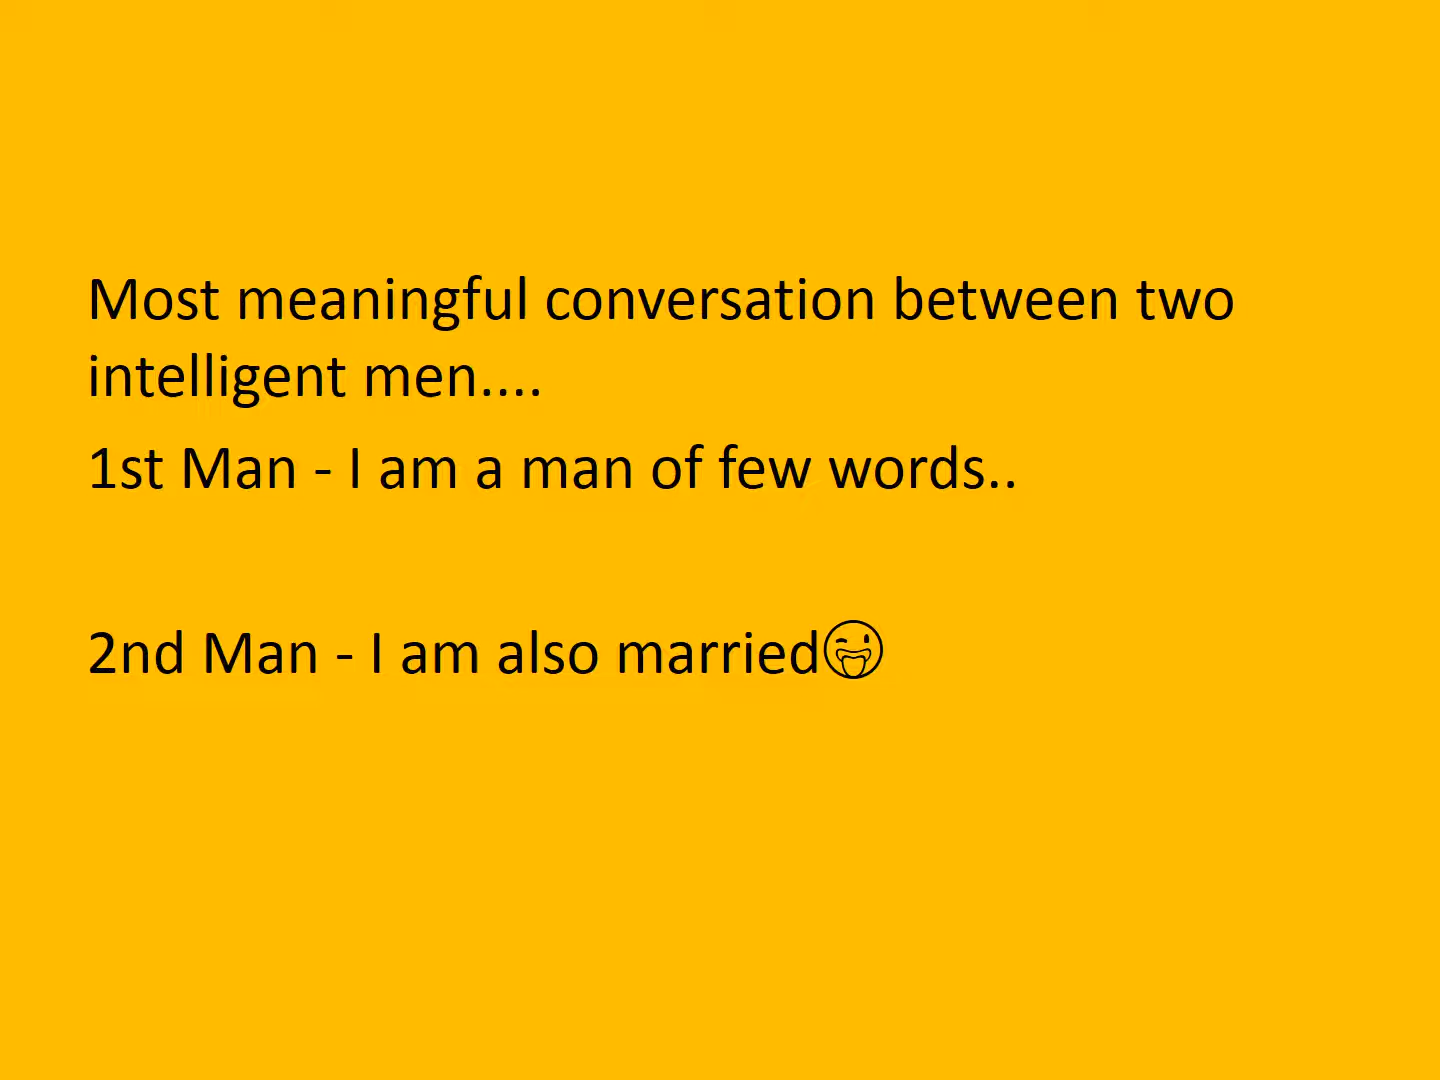 Most meaningful conversation between two
intelligent men....
1st Man - I am a man of few words..
2nd Man - I am also married😜